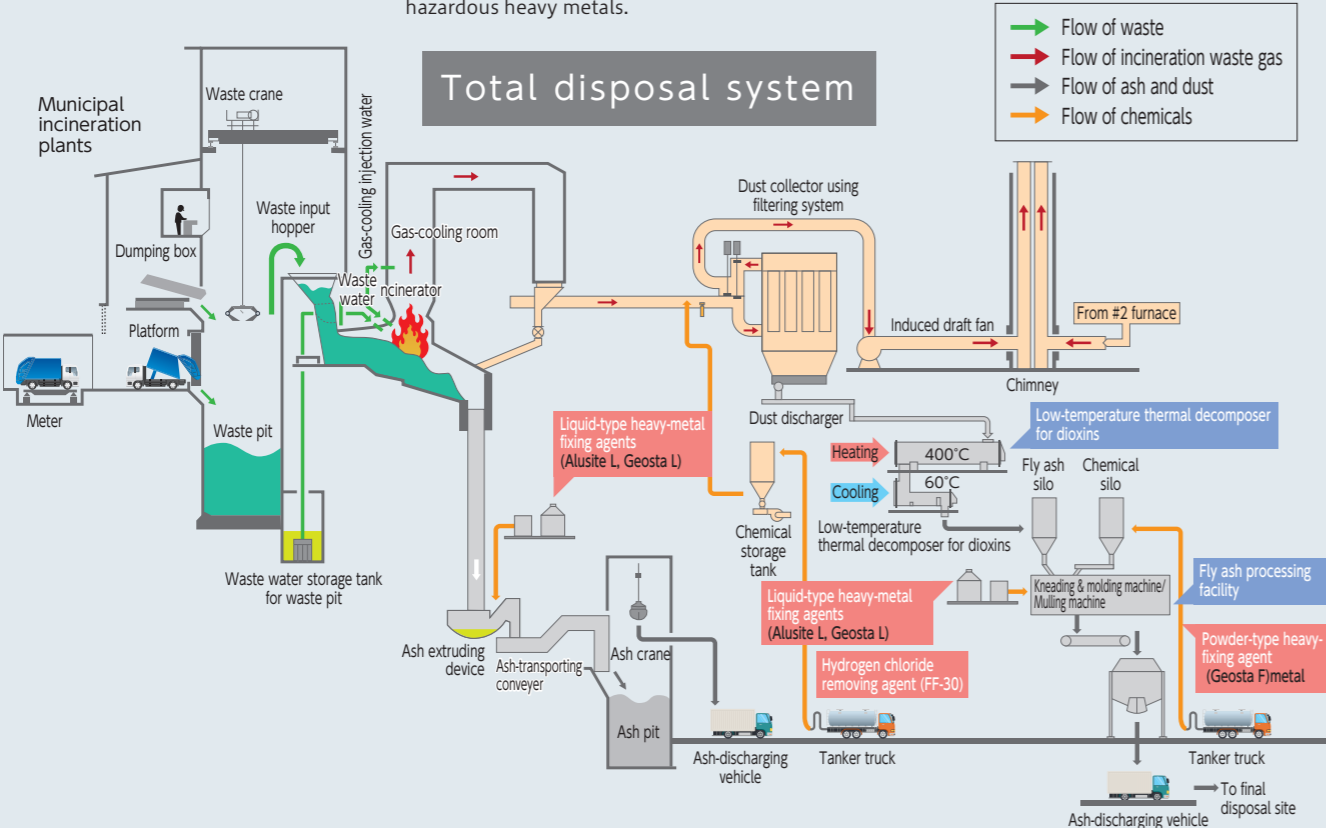 hazardous heavy metals.
Total disposal system
Flow of waste
Flow of incineration waste gas
Flow of ash and dust
Flow of chemicals
Municipal
incineration
plants
Waste crane
Dumping box
Waste input
hopper
Gas-cooling injection water
Gas-cooling room
Waste
water
ncinerator
Platform
Meter
Waste pit
Waste water storage tank
for waste pit
Dust collector using
filtering system
Induced draft fan
From #2 furnace
Chimney
Dust discharger
Liquid-type heavy-metal
fixing agents
(Alusite L, Geosta L)
Heating
400°C
Cooling
60°C
Low-temperature thermal decomposer
for dioxins
Low-temperature
thermal decomposer for dioxins
Fly ash
silo
Chemical
silo
Chemical
storage
tank
Kneading & molding machine/
Mulling machine
Fly ash processing
facility
Liquid-type heavy-metal
fixing agents
(Alusite L, Geosta L)
Hydrogen chloride
removing agent (FF-30)
Powder-type heavy-
fixing agent
(Geosta F)metal
Ash extruding
device
Ash-transporting
conveyer
Ash crane
Ash pit
Ash-discharging
vehicle
Tanker truck
Tanker truck
Ash-discharging vehicle
To final
disposal site